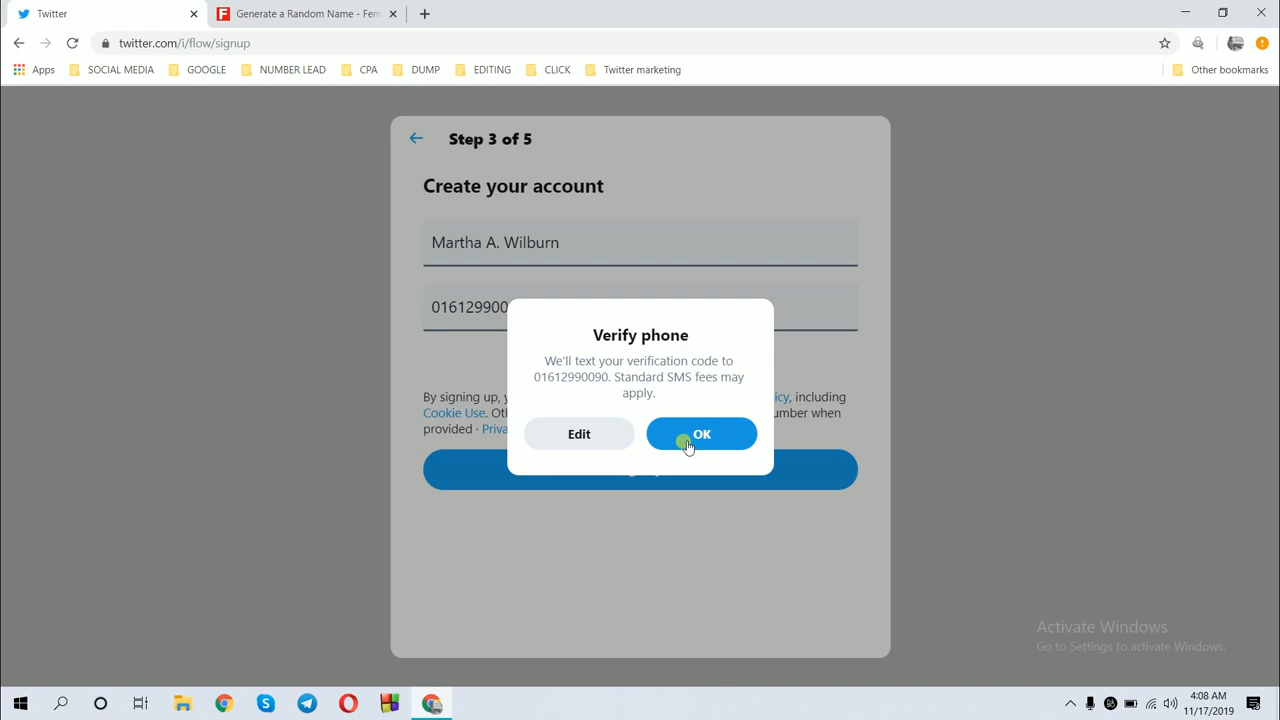 Twitter
Generate a Random Name - Fem
twitter.com/i/flow/signup
Apps
SOCIAL MEDIA
GOOGLE
NUMBER LEAD
CPA
DUMP
EDITING
CLICK
Twitter marketing
Other bookmarks
Step 3 of 5
Create your account
Martha A. Wilburn
016129900
Verify phone
We'll text your verification code to
01612990090. Standard SMS fees may
apply.
Edit
OK
By signing up, icy, including
Cookie Use. umber when
provided · Priva
Activate Windows
Go to Settings to activate Windows.
4:08 AM
11/17/2019